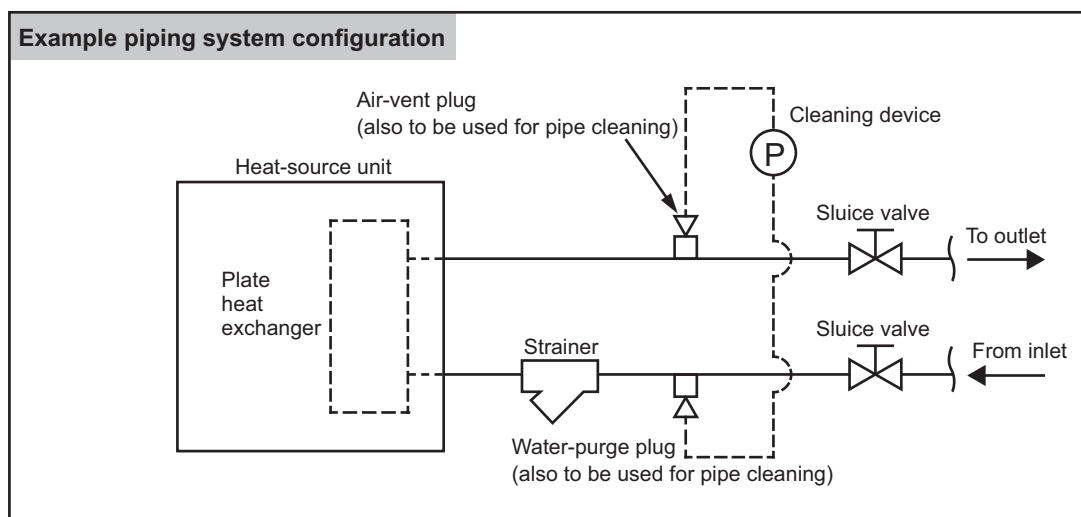 Example piping system configuration
Air-vent plug
(also to be used for pipe cleaning)
Cleaning device
P
Heat-source unit
Sluice valve
To outlet
Plate
heat
exchanger
Sluice valve
Strainer
From inlet
Water-purge plug
(also to be used for pipe cleaning)